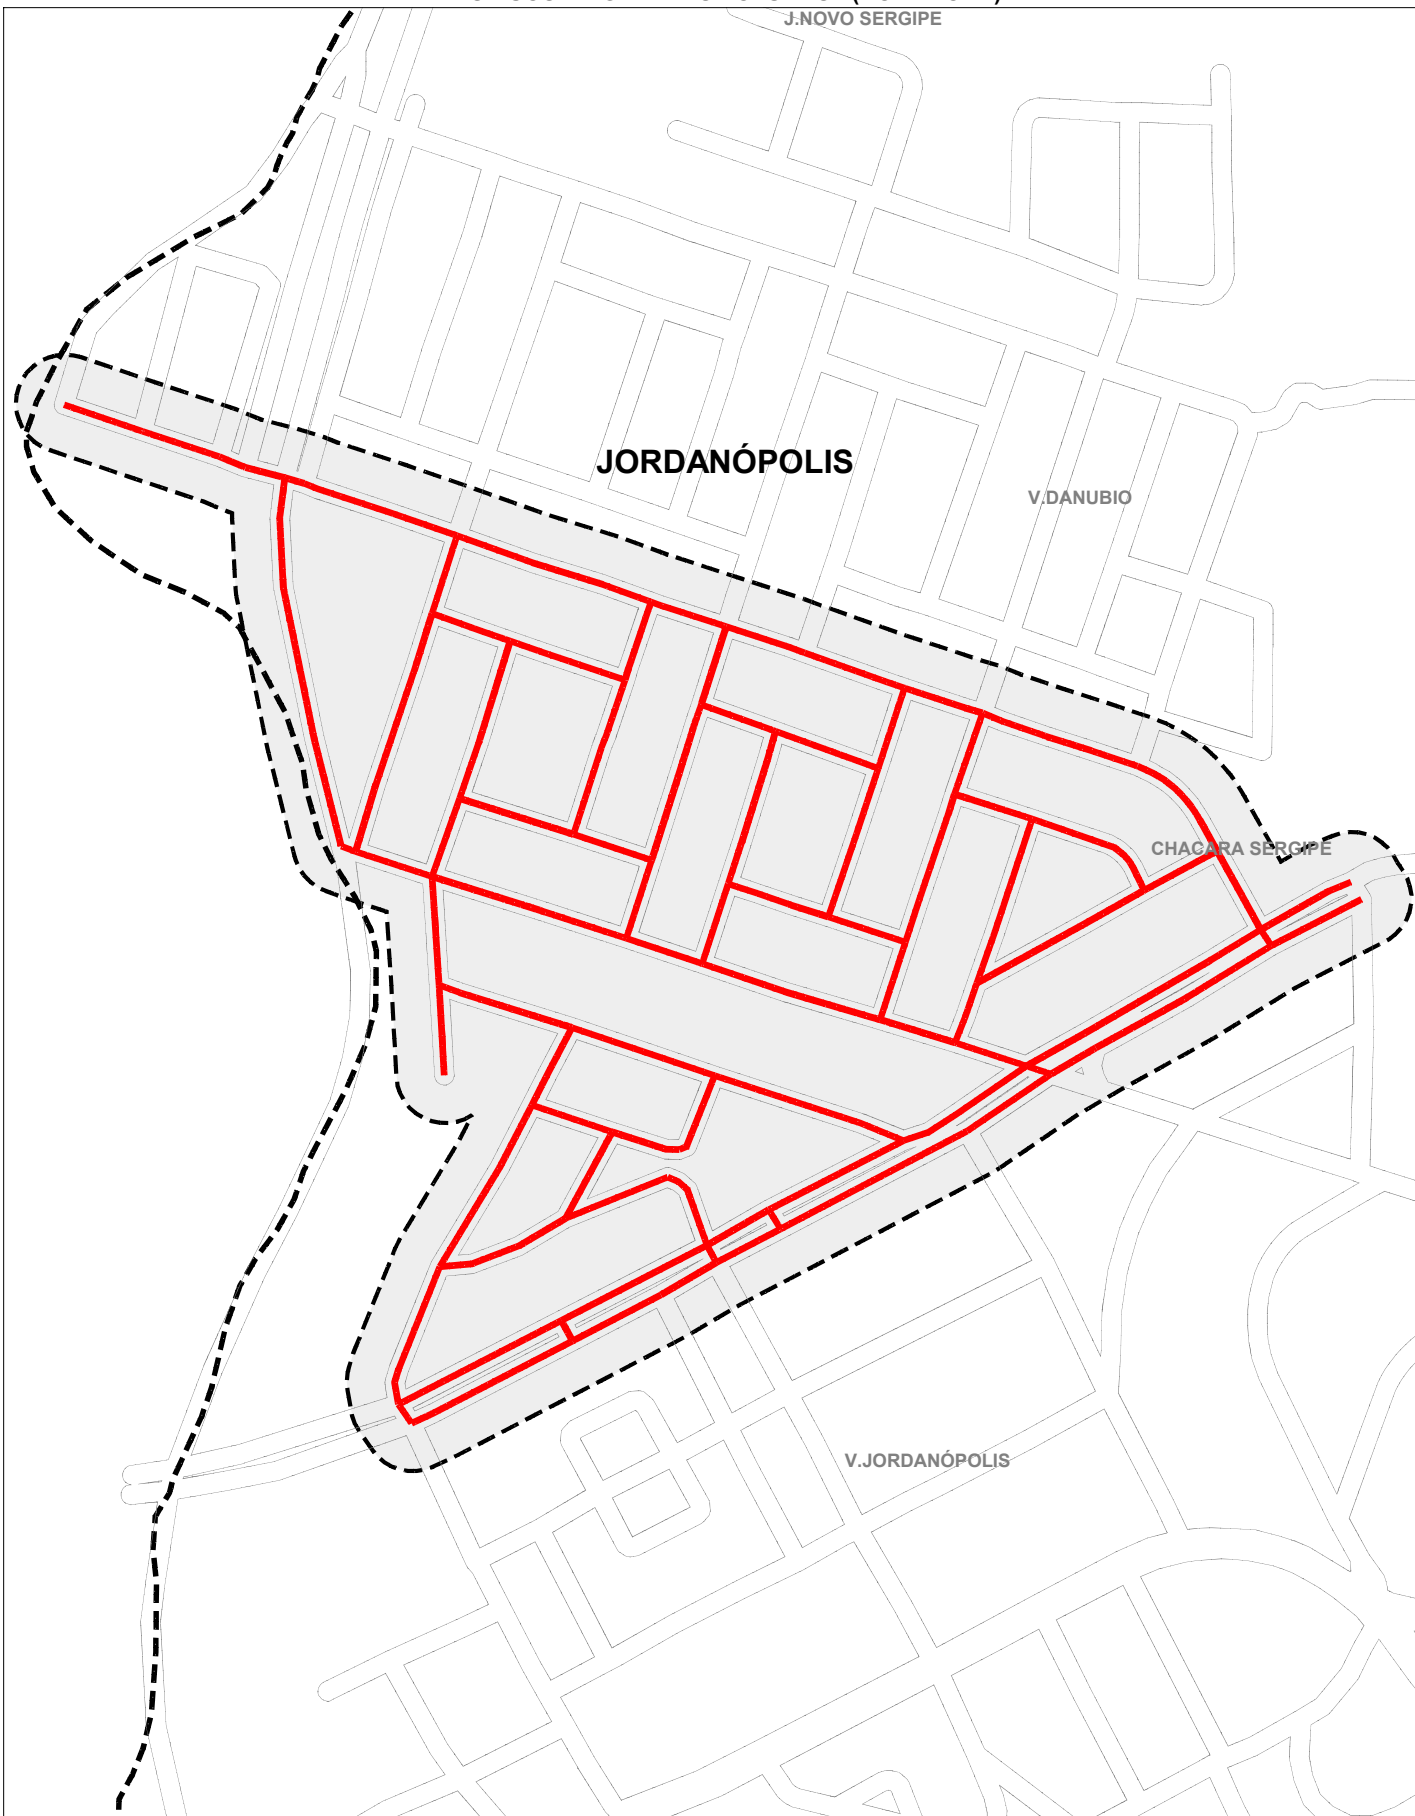 J.NOVO SERGIPE
JORDANÓPOLIS
V.DANUBIO
CHACARA SERGIPE
V.JORDANÓPOLIS